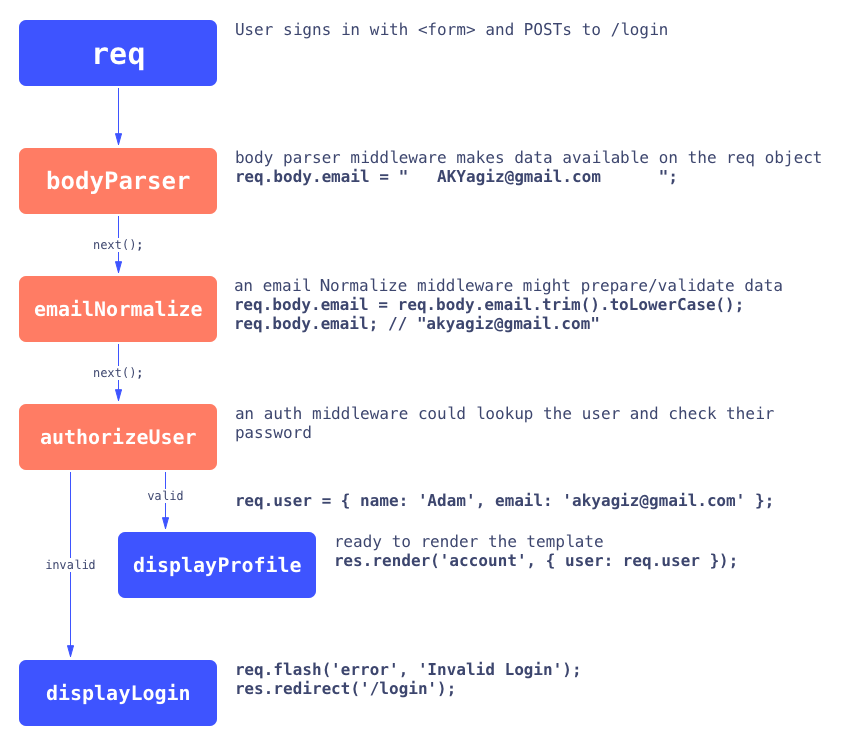 req
User signs in with <form> and POSTs to /login
bodyParser
body parser middleware makes data available on the req object
req.body.email = "   AKYagiz@gmail.com      ";
next();
emailNormalize
an email Normalize middleware might prepare/validate data
req.body.email = req.body.email.trim().toLowerCase();
req.body.email; // "akyagiz@gmail.com"
next();
authorizeUser
an auth middleware could lookup the user and check their
password
valid
req.user = { name: 'Adam', email: 'akyagiz@gmail.com' };
displayProfile
ready to render the template
res.render('account', { user: req.user });
invalid
displayLogin
req.flash('error', 'Invalid Login');
res.redirect('/login');